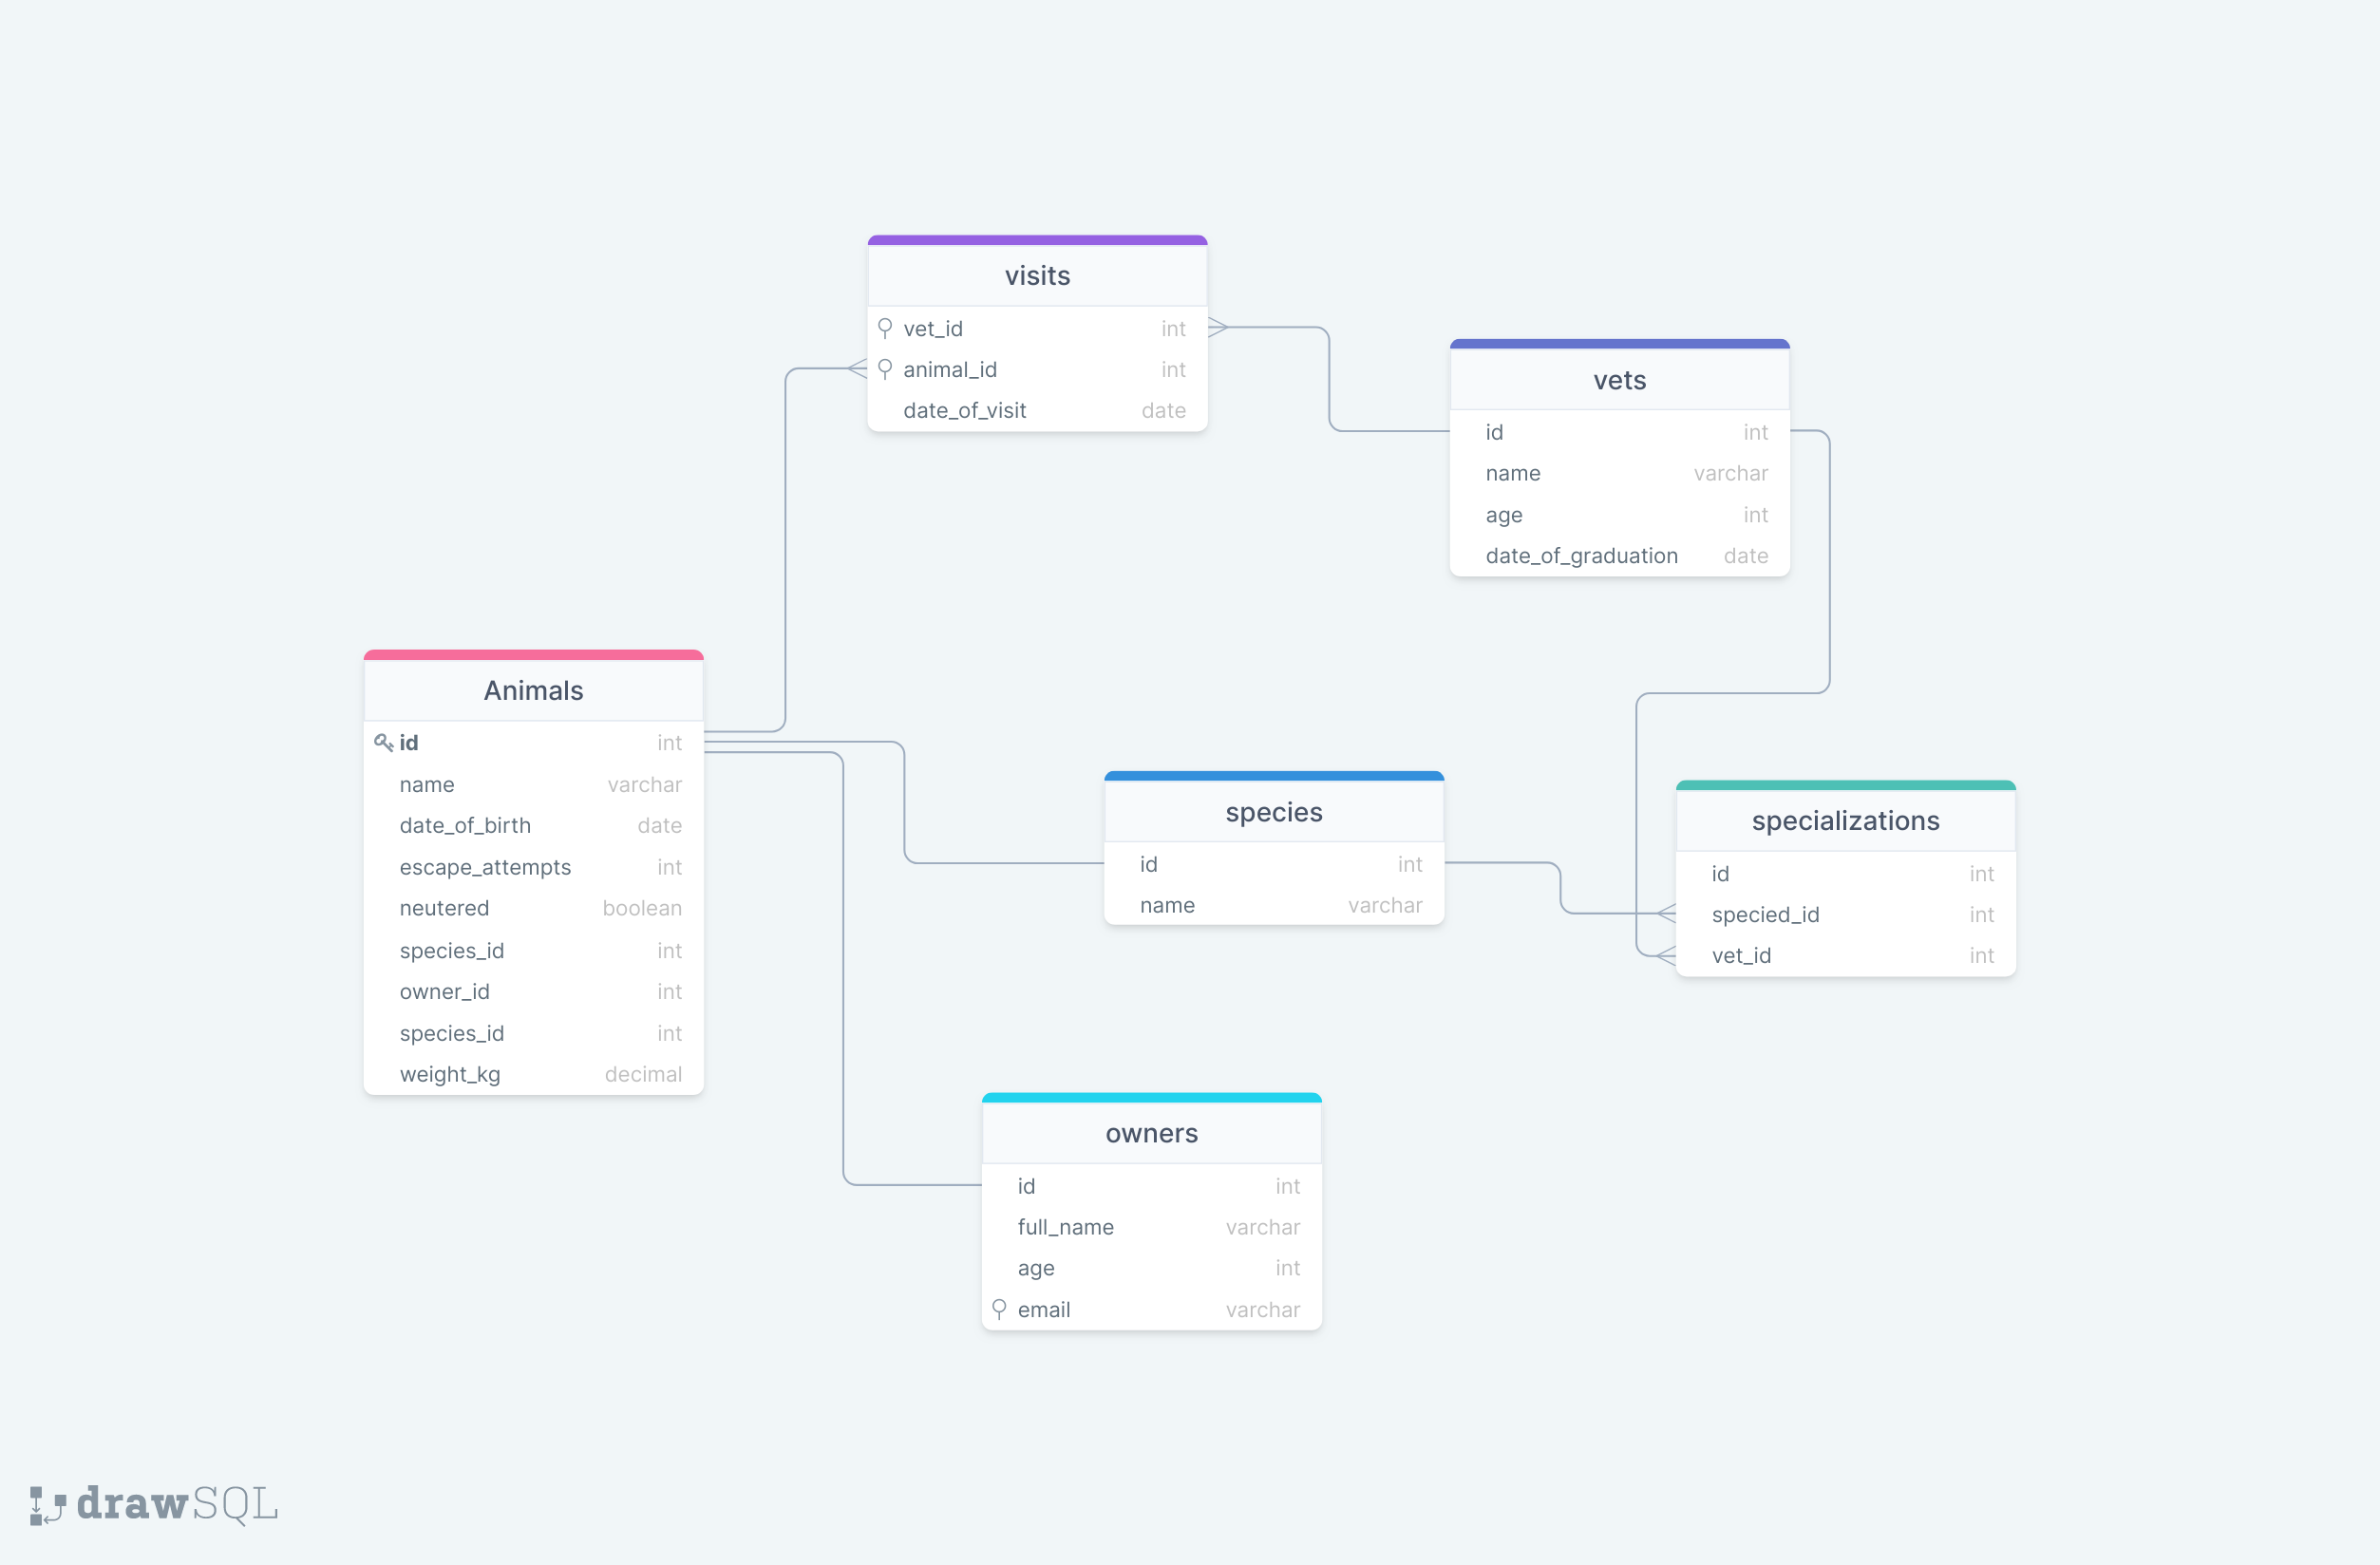 visits
vet_id int
animal_id int
date_of_visit date
vets
id int
name varchar
age int
date_of_graduation date
Animals
id int
name varchar
date_of_birth date
escape_attempts int
neutered boolean
species_id int
owner_id int
species_id int
weight_kg decimal
species
id int
name varchar
specializations
id int
specied_id int
vet_id int
owners
id int
full_name varchar
age int
email varchar
drawSQL